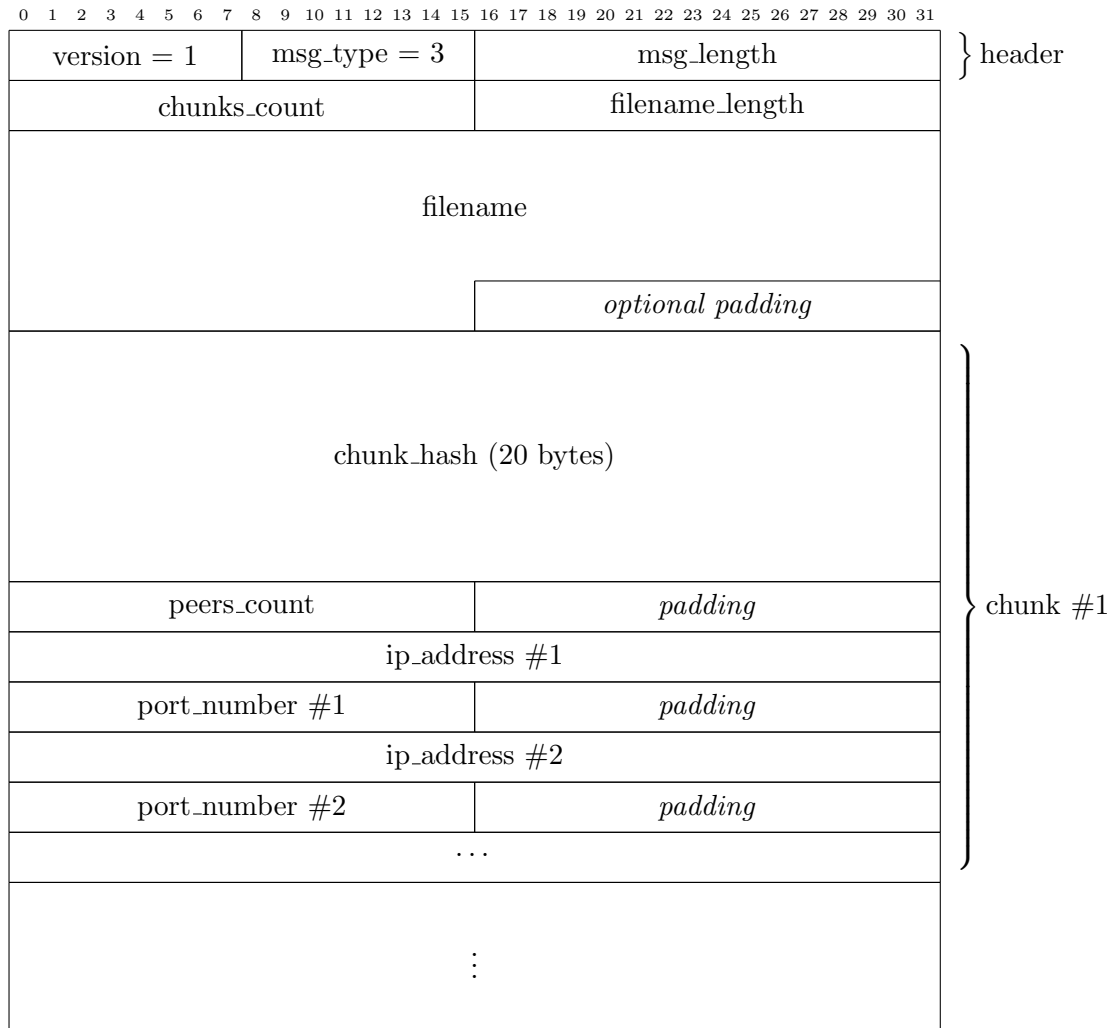 0 1 2 3 4 5 6 7 8 9 10 11 12 13 14 15 16 17 18 19 20 21 22 23 24 25 26 27 28 29 30 31
version = 1 msg_type = 3 msg_length header
chunks_count filename_length
filename
optional padding
chunk_hash (20 bytes)
peers_count padding chunk #1
ip_address #1
port_number #1 padding
ip_address #2
port_number #2 padding
...
⋮